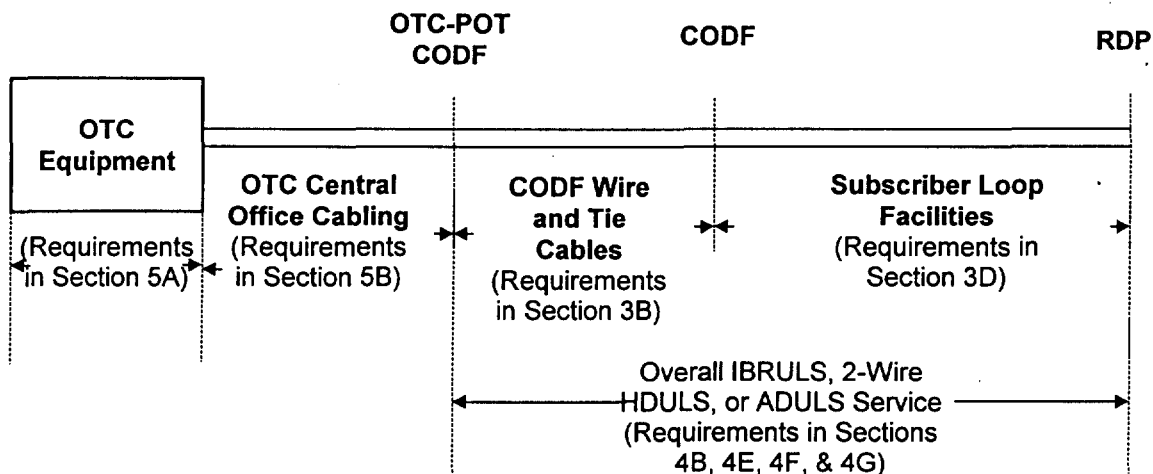 OTC-POT
CODF
CODF
RDP
OTC
Equipment
(Requirements
in Section 5A)
OTC Central
Office Cabling
(Requirements
in Section 5B)
CODF Wire
and Tie
Cables
(Requirements
in Section 3B)
Subscriber Loop
Facilities
(Requirements in
Section 3D)
Overall IBRULS, 2-Wire
HDULS, or ADULS Service
(Requirements in Sections
4B, 4E, 4F, & 4G)